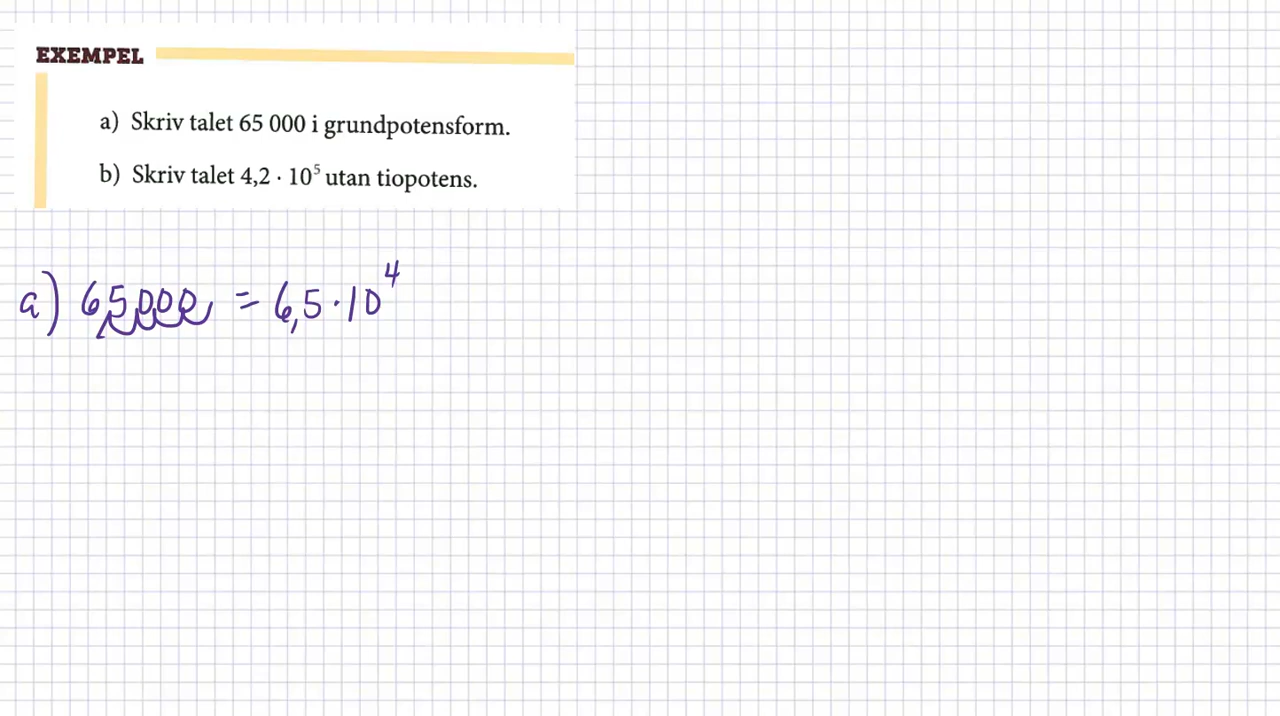 EXEMPEL
a) Skriv talet 65 000 i grundpotensform.
b) Skriv talet 4,2 · 10⁵ utan tiopotens.
a) 65000 = 6,5 · 10⁴